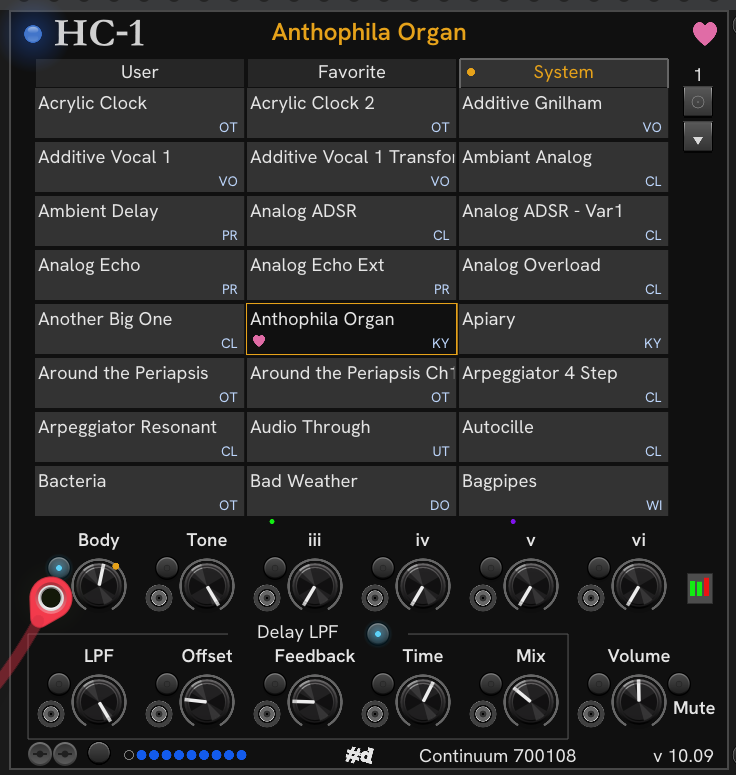 HC-1
Anthophila Organ
User Favorite System
1
Acrylic Clock Acrylic Clock 2 Additive Gnilham
OT OT VO
Additive Vocal 1 Additive Vocal 1 Transfor Ambiant Analog
VO VO CL
Ambient Delay Analog ADSR Analog ADSR - Var1
PR CL CL
Analog Echo Analog Echo Ext Analog Overload
PR PR CL
Another Big One Anthophila Organ Apiary
CL KY KY
Around the Periapsis Around the Periapsis Ch1 Arpeggiator 4 Step
OT OT CL
Arpeggiator Resonant Audio Through Autocille
CL UT CL
Bacteria Bad Weather Bagpipes
OT DO WI
Body Tone iii iv v vi
Delay LPF
LPF Offset Feedback Time Mix Volume
Mute
#d Continuum 700108 v 10.09